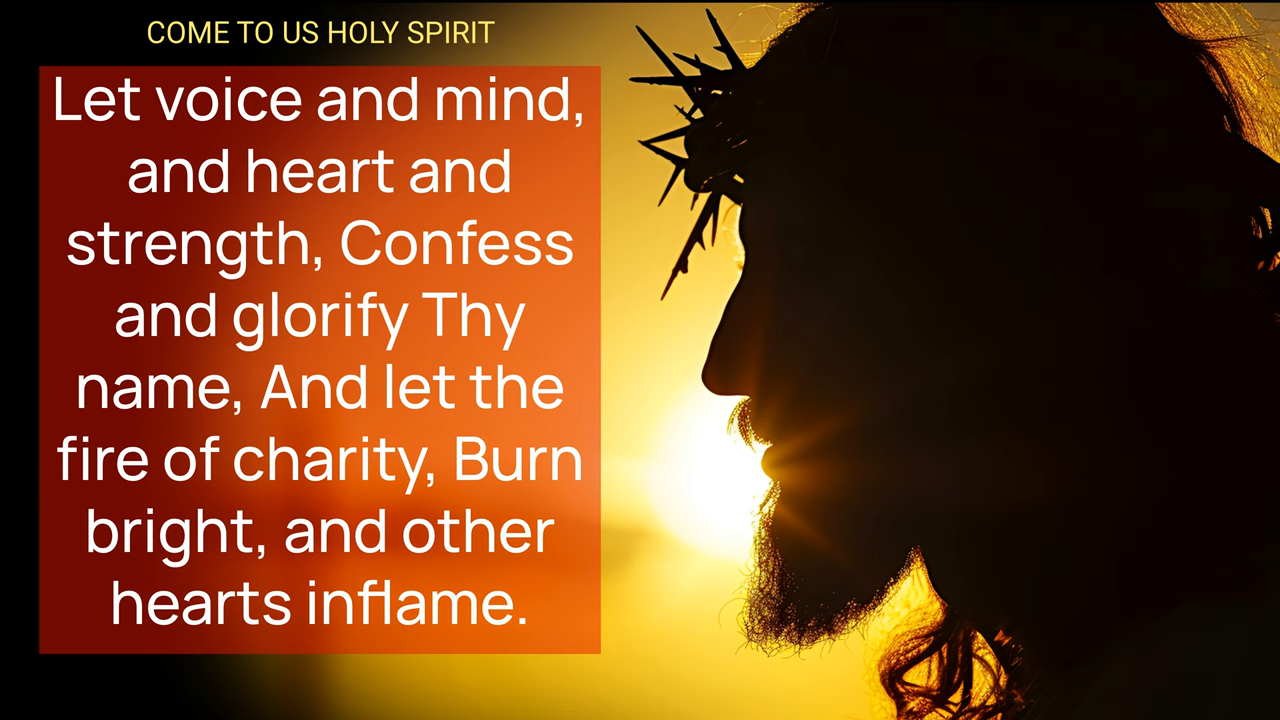 COME TO US HOLY SPIRIT
Let voice and mind,
and heart and
strength, Confess
and glorify Thy
name, And let the
fire of charity, Burn
bright, and other
hearts inflame.